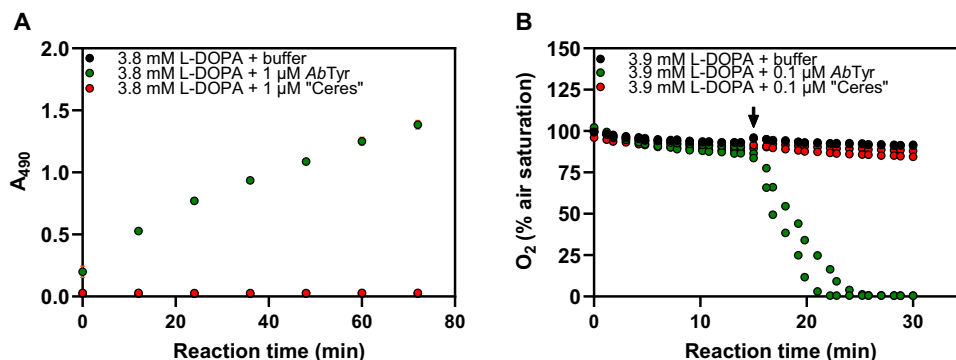 A
2.0
1.5
1.0
0.5
0.0
A490
3.8 mM L-DOPA + buffer
3.8 mM L-DOPA + 1 µM AbTyr
3.8 mM L-DOPA + 1 µM "Ceres"
0 20 40 60 80
Reaction time (min)
B
150
125
100
75
50
25
0
O2 (% air saturation)
3.9 mM L-DOPA + buffer
3.9 mM L-DOPA + 0.1 µM AbTyr
3.9 mM L-DOPA + 0.1 µM "Ceres"
0 10 20 30
Reaction time (min)